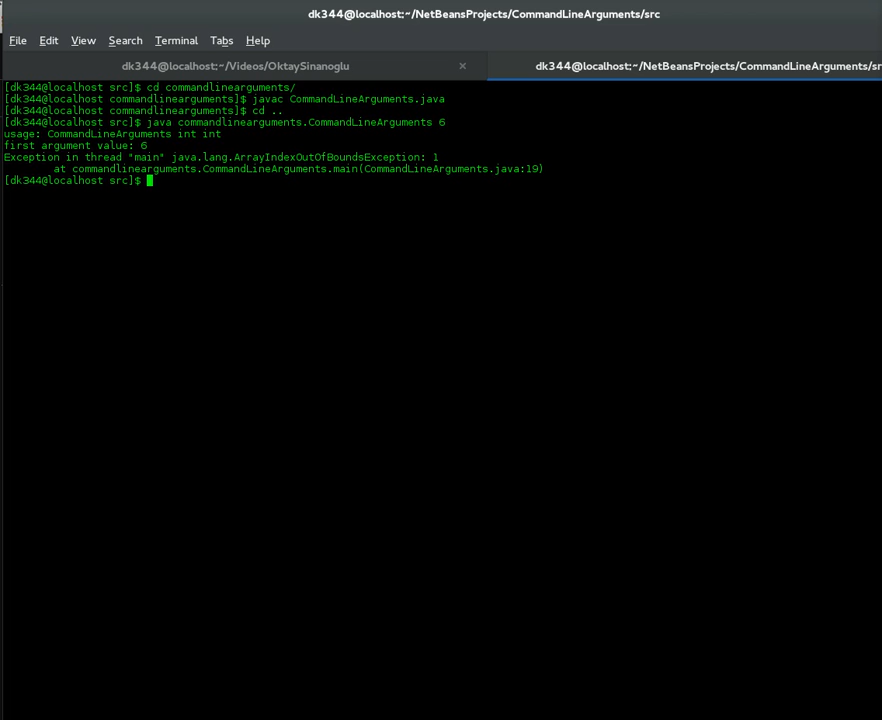 dk344@localhost:~/NetBeansProjects/CommandLineArguments/src
File Edit View Search Terminal Tabs Help
dk344@localhost:~/Videos/OktaySinanoglu × dk344@localhost:~/NetBeansProjects/CommandLineArguments/sr
[dk344@localhost src]$ cd commandlinearguments/
[dk344@localhost commandlinearguments]$ javac CommandLineArguments.java
[dk344@localhost commandlinearguments]$ cd ..
[dk344@localhost src]$ java commandlinearguments.CommandLineArguments 6
usage: CommandLineArguments int int
first argument value: 6
Exception in thread "main" java.lang.ArrayIndexOutOfBoundsException: 1
        at commandlinearguments.CommandLineArguments.main(CommandLineArguments.java:19)
[dk344@localhost src]$